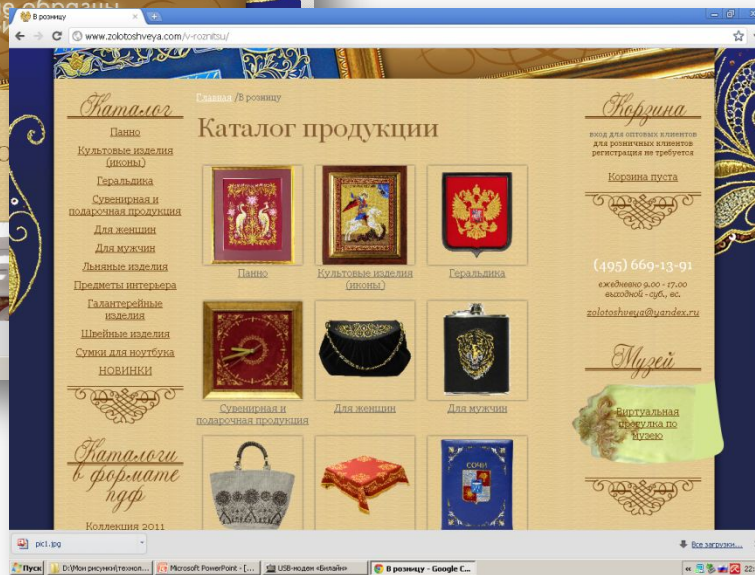 В розницу
www.zolotoshveya.com/v-roznitsu/
Каталог
Панно
Культовые изделия
(иконы)
Геральдика
Сувенирная и
подарочная продукция
Для женщин
Для мужчин
Льняные изделия
Предметы интерьера
Галантерейные
изделия
Швейные изделия
Сумки для ноутбука
НОВИНКИ
Каталоги
в формате
пдф
Коллекция 2011
Главная /В розницу
Каталог продукции
Панно
Культовые изделия
(иконы)
Геральдика
Сувенирная и
подарочная продукция
Для женщин
Для мужчин
СОЧИ
Корзина
вход для оптовых клиентов
для розничных клиентов
регистрация не требуется
Корзина пуста
(495) 669-13-91
ежедневно 9.00 - 17.00
выходной - суб., вс.
zolotoshveya@yandex.ru
Музей
Виртуальная
прогулка по
музею
pic1.jpg
Все загрузки...
Пуск
D:\Мои рисунки\технол...
Microsoft PowerPoint - [...
USB-модем «Билайн»
В розницу - Google C...